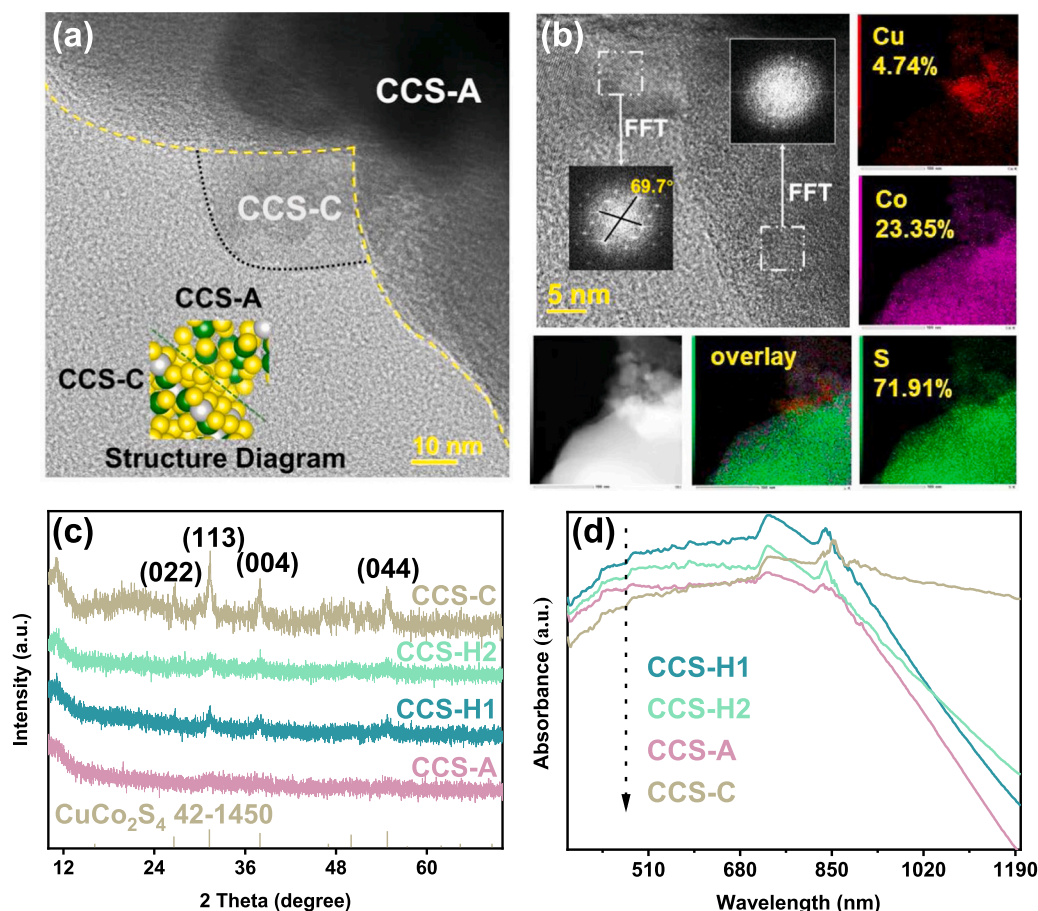 (a)
CCS-A
CCS-C
CCS-A
CCS-C
Structure Diagram
10 nm
(b)
FFT
69.7°
FFT
5 nm
Cu
4.74%
Co
23.35%
overlay
S
71.91%
(c)
(022)
(113)
(004)
(044)
CCS-C
CCS-H2
CCS-H1
CCS-A
CuCo₂S₄ 42-1450
Intensity (a.u.)
12 24 36 48 60
2 Theta (degree)
(d)
CCS-H1
CCS-H2
CCS-A
CCS-C
Absorbance (a.u.)
510 680 850 1020 1190
Wavelength (nm)